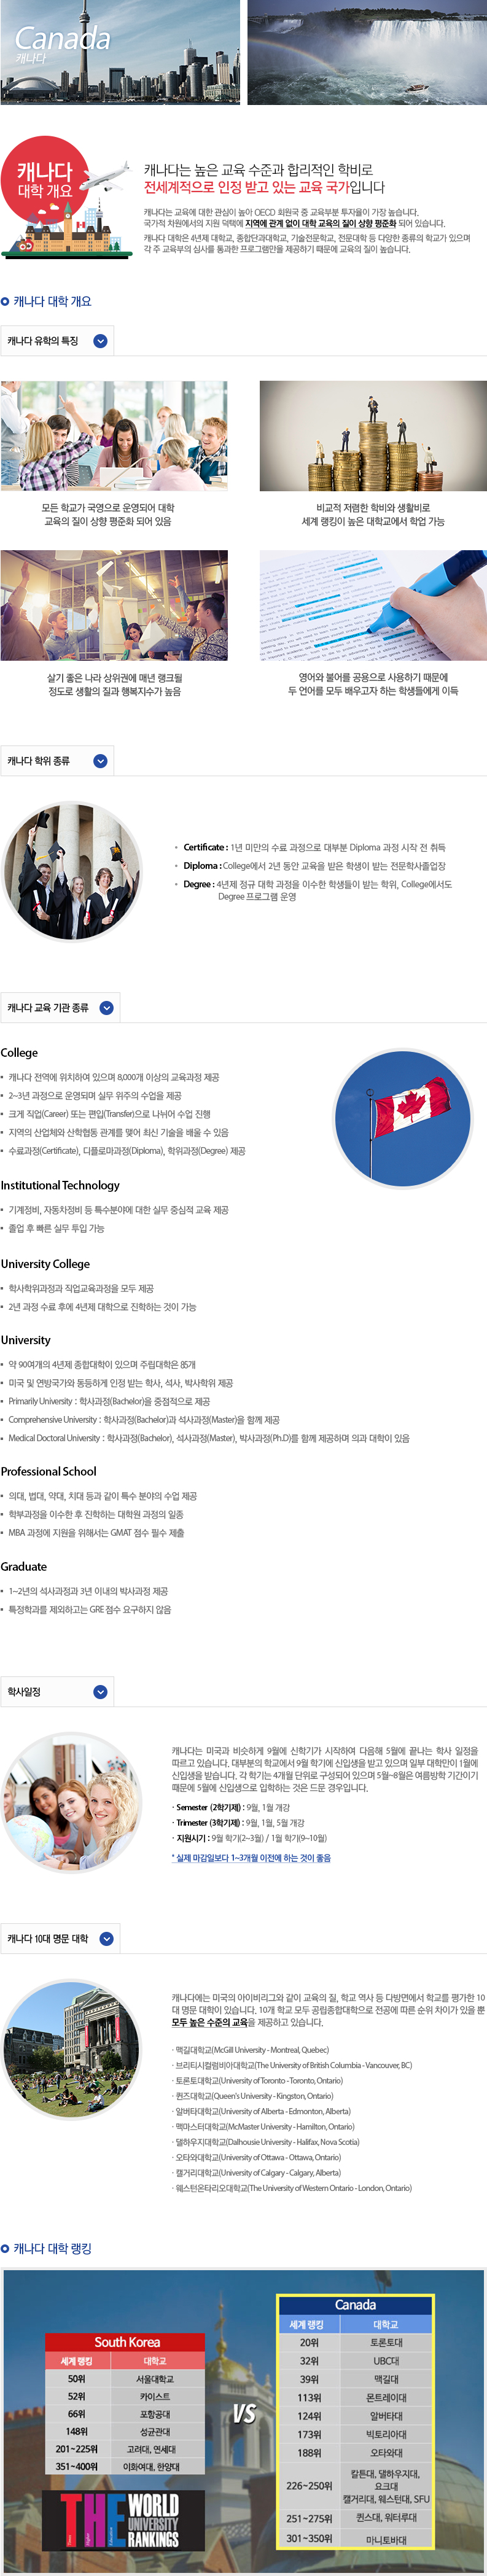 Canada
캐나다
캐나다
대학 개요
캐나다는 높은 교육 수준과 합리적인 학비로
전세계적으로 인정 받고 있는 교육 국가입니다
캐나다는 교육에 대한 관심이 높아 OECD 회원국 중 교육부분 투자율이 가장 높습니다.
국가적 차원에서의 지원 덕택에 지역에 관계 없이 대학 교육의 질이 상향 평준화 되어 있습니다.
캐나다 대학은 4년제 대학교, 종합단과대학교, 기술전문학교, 전문대학 등 다양한 종류의 학교가 있으며
각 주 교육부의 심사를 통과한 프로그램만을 제공하기 때문에 교육의 질이 높습니다.
캐나다 대학 개요
캐나다 유학의 특징
모든 학교가 국영으로 운영되어 대학
교육의 질이 상향 평준화 되어 있음
비교적 저렴한 학비와 생활비로
세계 랭킹이 높은 대학교에서 학업 가능
살기 좋은 나라 상위권에 매년 랭크될
정도로 생활의 질과 행복지수가 높음
영어와 불어를 공용으로 사용하기 때문에
두 언어를 모두 배우고자 하는 학생들에게 이득
캐나다 학위 종류
• Certificate : 1년 미만의 수료 과정으로 대부분 Diploma 과정 시작 전 취득
• Diploma : College에서 2년 동안 교육을 받은 학생이 받는 전문학사졸업장
• Degree : 4년제 정규 대학 과정을 이수한 학생들이 받는 학위, College에서도
Degree 프로그램 운영
캐나다 교육 기관 종류
College
• 캐나다 전역에 위치하여 있으며 8,000개 이상의 교육과정 제공
• 2~3년 과정으로 운영되며 실무 위주의 수업을 제공
• 크게 직업(Career) 또는 편입(Transfer)으로 나뉘어 수업 진행
• 지역의 산업체와 산학협동 관계를 맺어 최신 기술을 배울 수 있음
• 수료과정(Certificate), 디플로마과정(Diploma), 학위과정(Degree) 제공
Institutional Technology
• 기계정비, 자동차정비 등 특수분야에 대한 실무 중심적 교육 제공
• 졸업 후 빠른 실무 투입 가능
University College
• 학사학위과정과 직업교육과정을 모두 제공
• 2년 과정 수료 후에 4년제 대학으로 진학하는 것이 가능
University
• 약 900여개의 4년제 종합대학이 있으며 주립대학은 85개
• 미국 및 연방국가와 동등하게 인정 받는 학사, 석사, 박사학위 제공
• Primarily University : 학사과정(Bachelor)을 중점적으로 제공
• Comprehensive University : 학사과정(Bachelor)과 석사과정(Master)을 함께 제공
• Medical Doctoral University : 학사과정(Bachelor), 석사과정(Master), 박사과정(Ph.D)를 함께 제공하며 의과 대학이 있음
Professional School
• 의대, 법대, 약대, 치대 등과 같이 특수 분야의 수업 제공
• 학부과정을 이수한 후 진학하는 대학원 과정의 일종
• MBA 과정에 지원을 위해서는 GMAT 점수 필수 제출
Graduate
• 1~2년의 석사과정과 3년 이내의 박사과정 제공
• 특정학과를 제외하고는 GRE 점수 요구하지 않음
학사일정
캐나다는 미국과 비슷하게 9월에 신학기가 시작하여 다음해 5월에 끝나는 학사 일정을
따르고 있습니다. 대부분의 학교에서 9월 학기에 신입생을 받고 있으며 일부 대학만이 1월에
신입생을 받습니다. 각 학기는 4개월 단위로 구성되어 있으며 5월~8월은 여름방학 기간이기
때문에 5월에 신입생으로 입학하는 것은 드문 경우입니다.
· Semester (2학기제) : 9월, 1월 개강
· Trimester (3학기제) : 9월, 1월, 5월 개강
· 지원시기 : 9월 학기(2~3월) / 1월 학기(9~10월)
* 실제 마감일보다 1~3개월 이전에 하는 것이 좋음
캐나다 10대 명문 대학
캐나다에는 미국의 아이비리그와 같이 교육의 질, 학교 역사 등 다방면에서 학교를 평가한 10
대 명문 대학이 있습니다. 10개 학교 모두 공립종합대학으로 전공에 따른 순위 차이가 있을 뿐
모두 높은 수준의 교육을 제공하고 있습니다.
· 맥길대학교(McGill University - Montreal, Quebec)
· 브리티시컬럼비아대학교(The University of British Columbia - Vancouver, BC)
· 토론토대학교(University of Toronto - Toronto, Ontario)
· 퀸즈대학교(Queen's University - Kingston, Ontario)
· 알버타대학교(University of Alberta - Edmonton, Alberta)
· 맥마스터대학교(McMaster University - Hamilton, Ontario)
· 댈하우지대학교(Dalhousie University - Halifax, Nova Scotia)
· 오타와대학교(University of Ottawa - Ottawa, Ontario)
· 캘거리대학교(University of Calgary - Calgary, Alberta)
· 웨스턴온타리오대학교(The University of Western Ontario - London, Ontario)
캐나다 대학 랭킹
South Korea
세계 랭킹 대학교
50위 서울대학교
52위 카이스트
66위 포항공대
148위 성균관대
201~225위 고려대, 연세대
351~400위 이화여대, 한양대
THE WORLD
UNIVERSITY
RANKINGS
VS
Canada
세계 랭킹 대학교
20위 토론토대
32위 UBC대
39위 맥길대
113위 몬트레이대
124위 알버타대
173위 빅토리아대
188위 오타와대
226~250위 칼튼대, 댈하우지대,
요크대
캘거리대, 웨스턴대, SFU
251~275위 퀸스대, 워터루대
301~350위 마니토바대